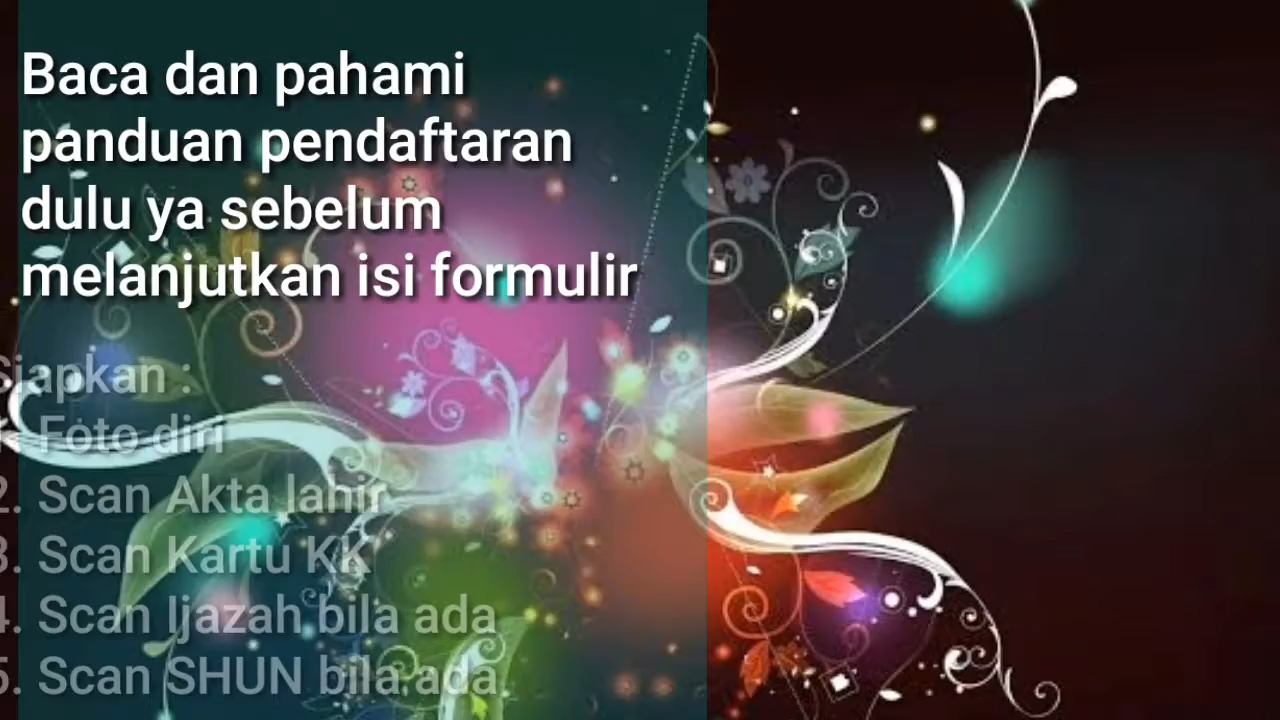 Baca dan pahami
panduan pendaftaran
dulu ya sebelum
melanjutkan isi formulir
Siapkan :
1. Foto diri
2. Scan Akta lahir
3. Scan Kartu KK
4. Scan Ijazah bila ada
5. Scan SHUN bila ada